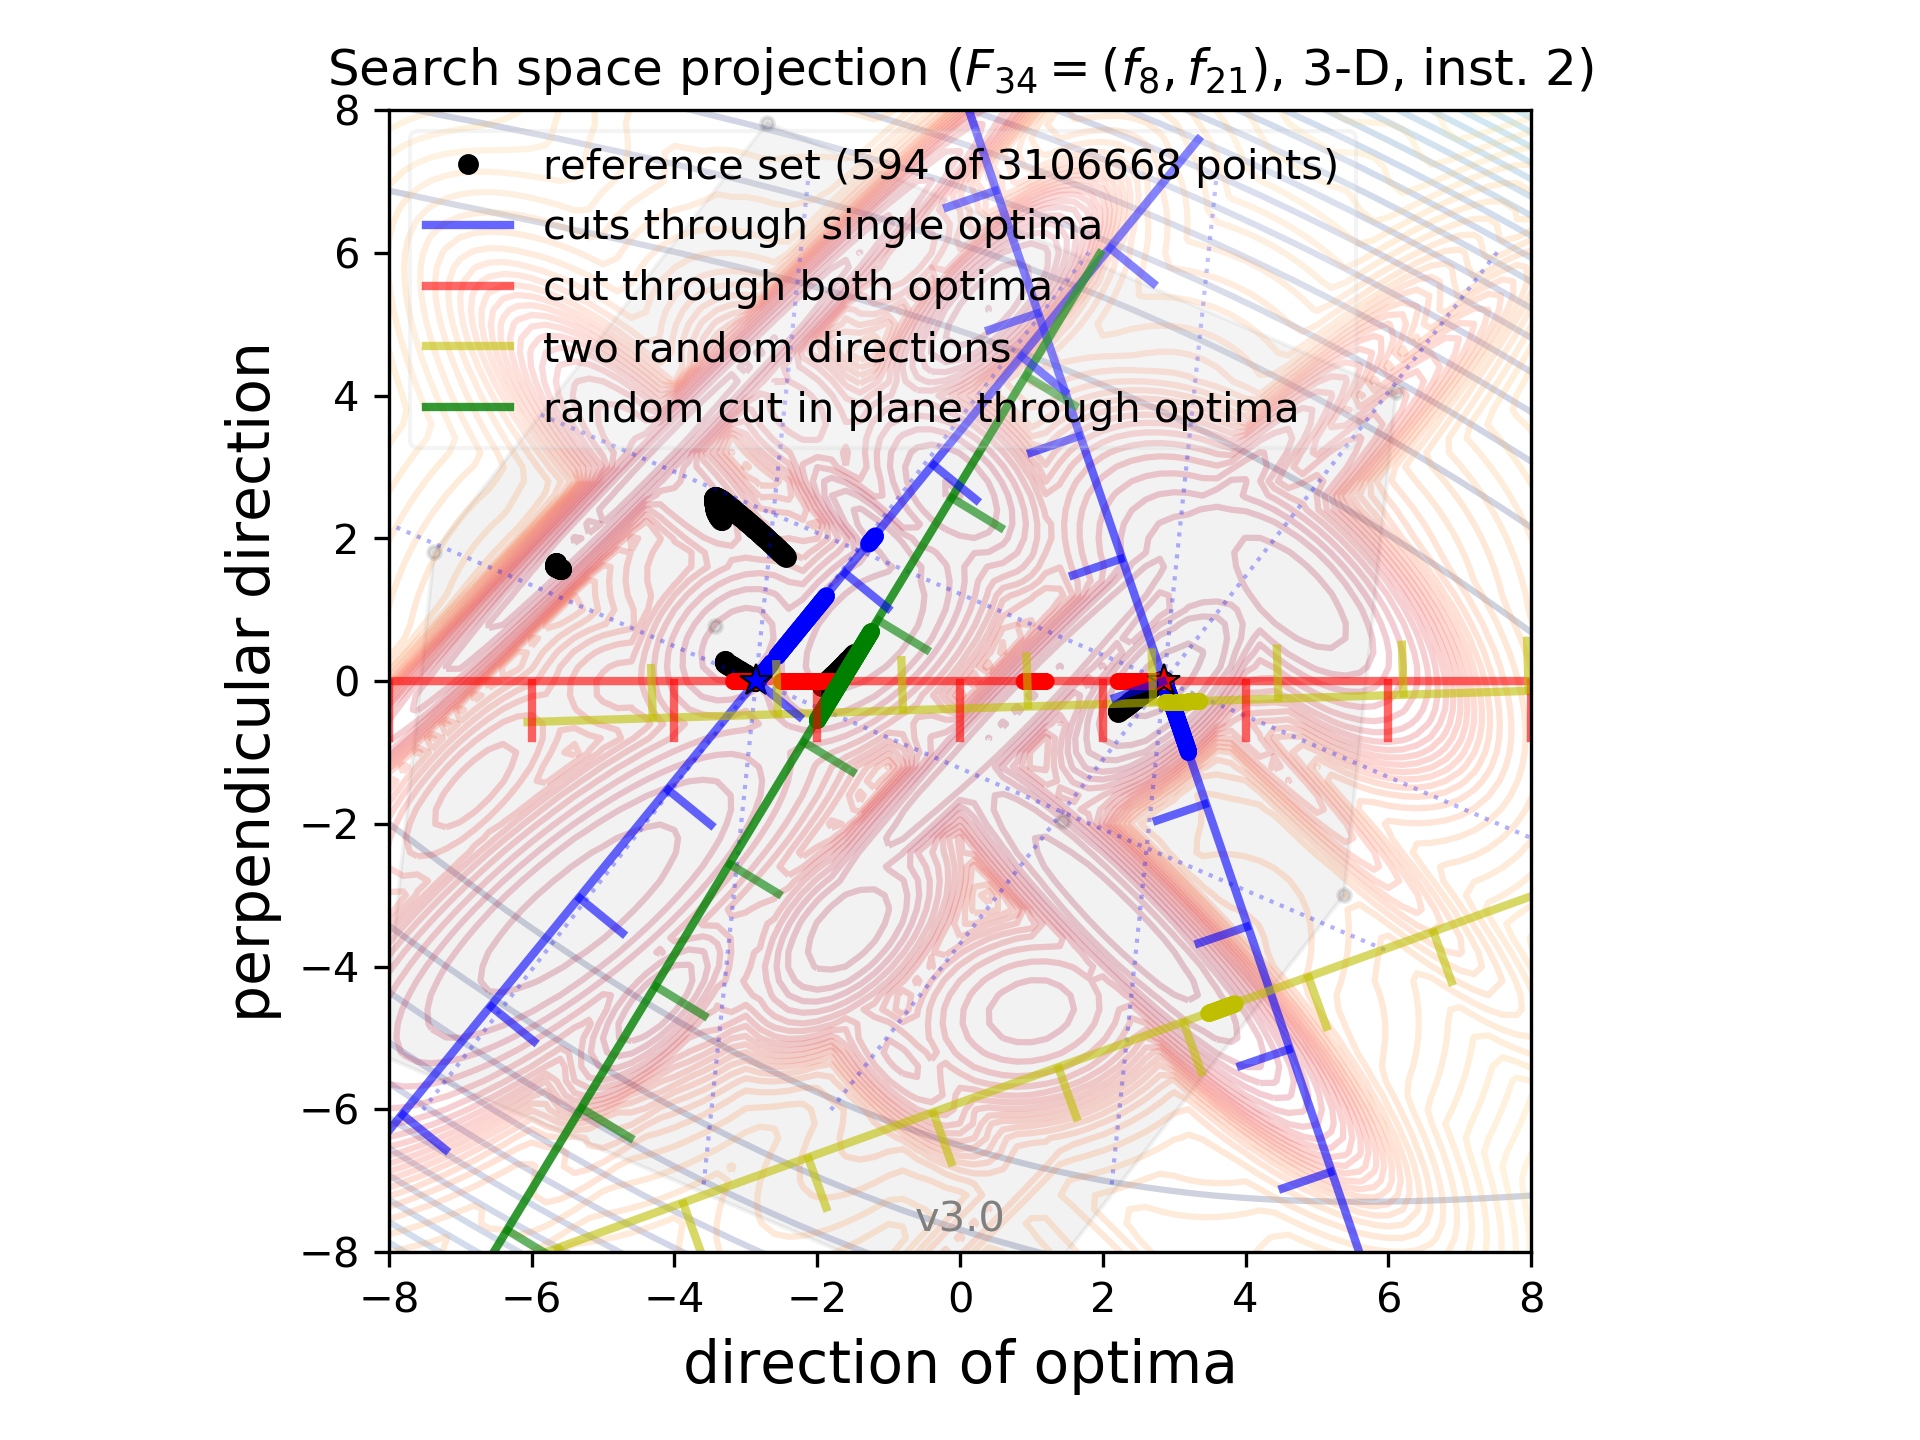 Search space projection (F34 = (f8, f21), 3-D, inst. 2)
reference set (594 of 3106668 points)
cuts through single optima
cut through both optima
two random directions
random cut in plane through optima
perpendicular direction
8
6
4
2
0
−2
−4
−6
−8
v3.0
−8 −6 −4 −2 0 2 4 6 8
direction of optima